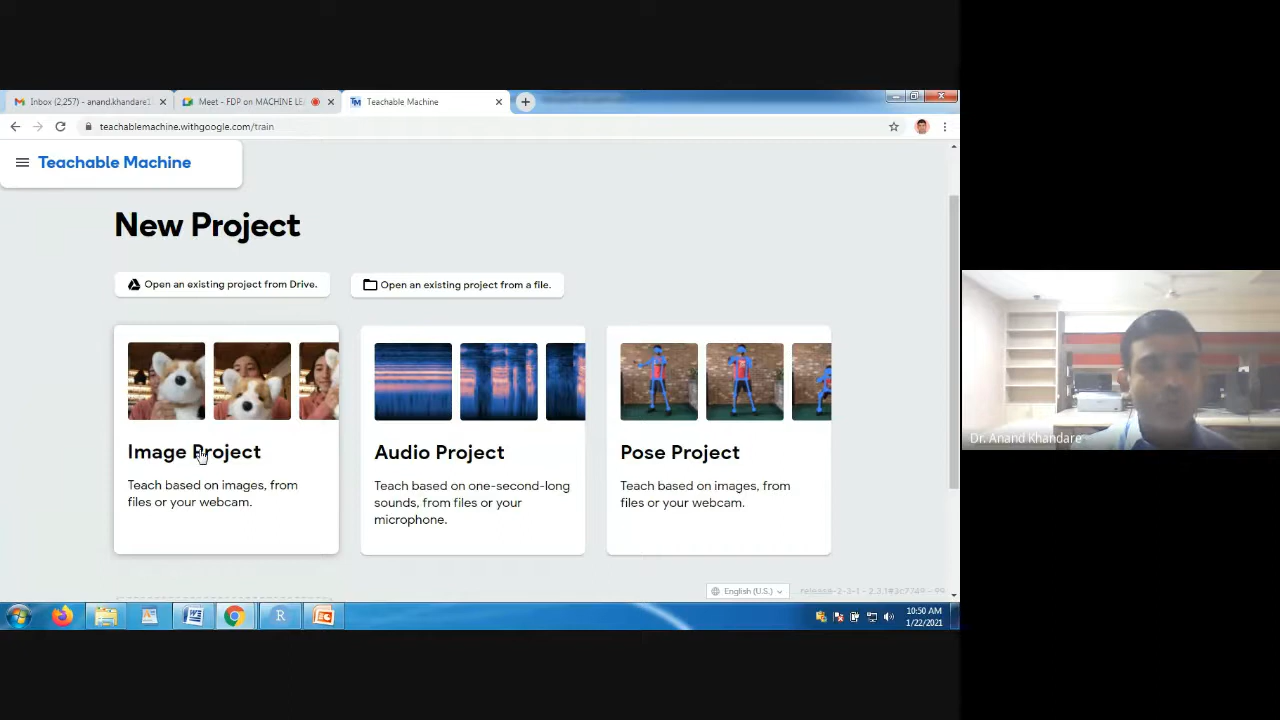 Inbox (2,257) - anand.khandare1
Meet - FDP on MACHINE LE
Teachable Machine
teachablemachine.withgoogle.com/train
Teachable Machine
New Project
Open an existing project from Drive.
Open an existing project from a file.
Image Project
Teach based on images, from
files or your webcam.
Audio Project
Teach based on one-second-long
sounds, from files or your
microphone.
Pose Project
Teach based on images, from
files or your webcam.
English (U.S.)
10:50 AM
1/22/2021
Dr. Anand Khandare